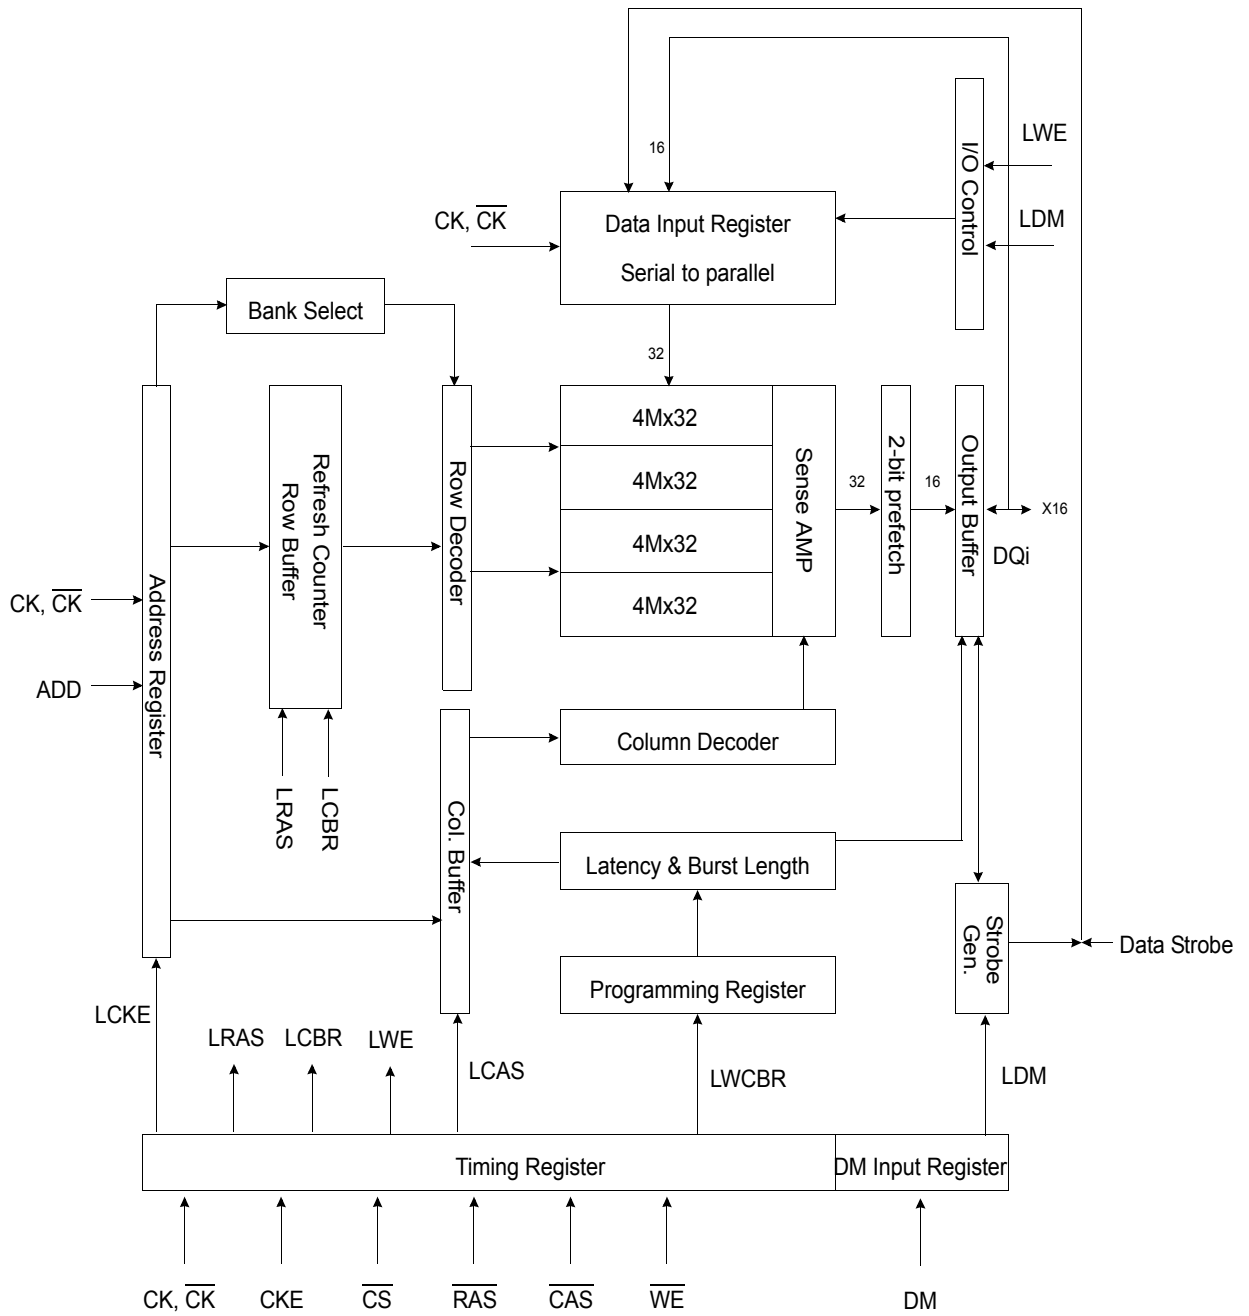 16
LWE
I/O Control
CK, CK
Data Input Register
LDM
Serial to parallel
Bank Select
32
4Mx32
4Mx32
4Mx32
4Mx32
Sense AMP
32
2-bit prefetch
16
Output Buffer
X16
DQi
Refresh Counter
Row Buffer
Row Decoder
Address Register
CK, CK
ADD
LRAS
LCBR
Column Decoder
Col. Buffer
Latency & Burst Length
Strobe
Gen.
Data Strobe
Programming Register
LCKE
LRAS
LCBR
LWE
LCAS
LWCBR
LDM
Timing Register
DM Input Register
CK, CK
CKE
CS
RAS
CAS
WE
DM